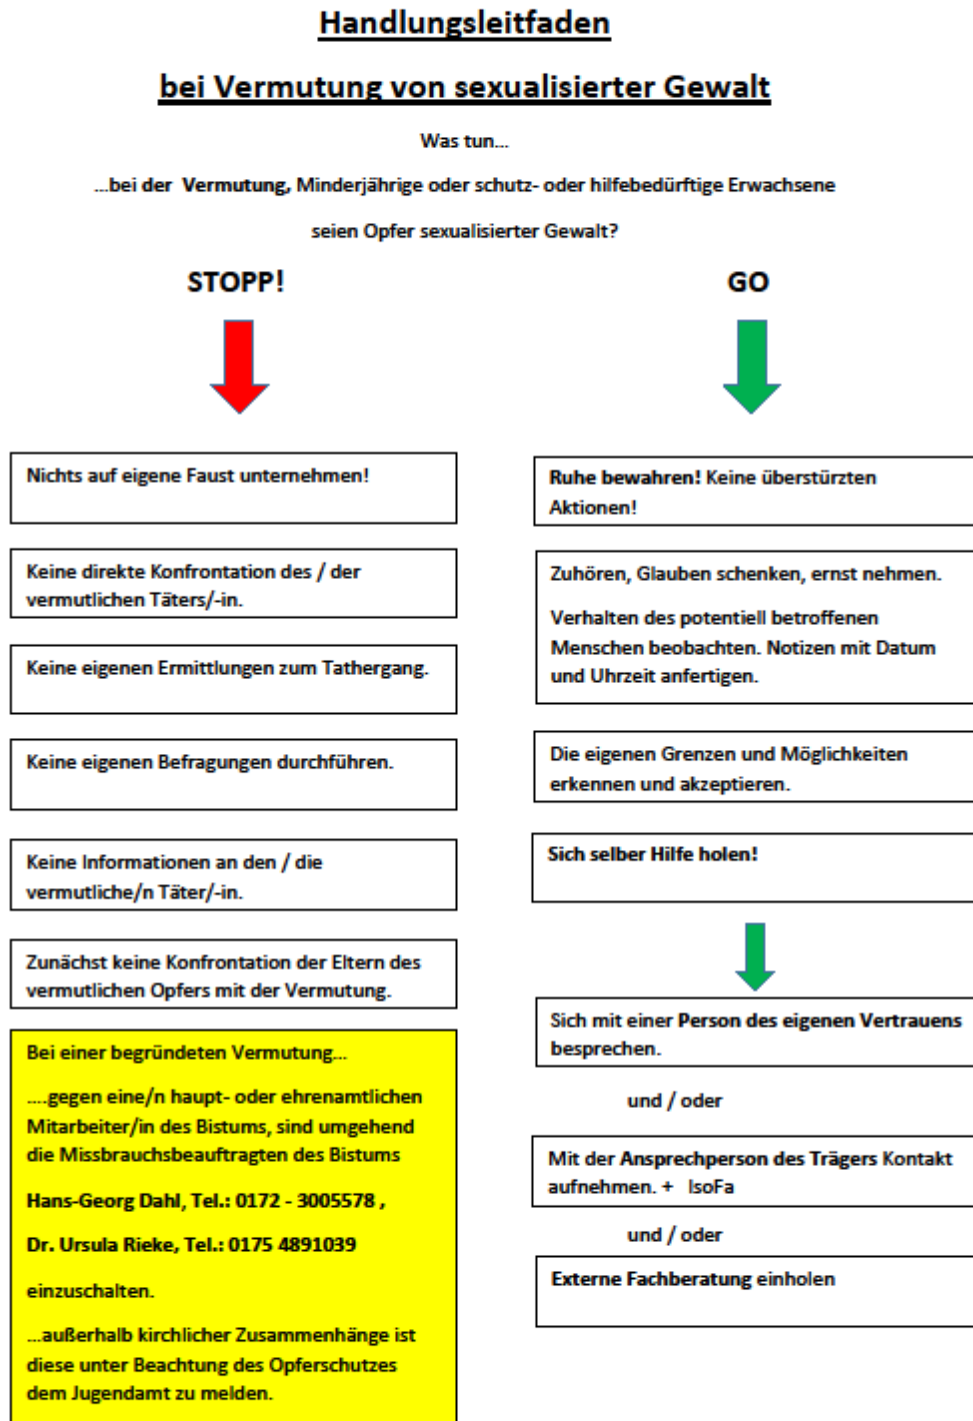 Handlungsleitfaden
bei Vermutung von sexualisierter Gewalt
Was tun...
...bei der Vermutung, Minderjährige oder schutz- oder hilfebedürftige Erwachsene
seien Opfer sexualisierter Gewalt?
STOPP!
Nichts auf eigene Faust unternehmen!
Keine direkte Konfrontation des / der
vermutlichen Täters/-in.
Keine eigenen Ermittlungen zum Tathergang.
Keine eigenen Befragungen durchführen.
Keine Informationen an den / die
vermutliche/n Täter/-in.
Zunächst keine Konfrontation der Eltern des
vermutlichen Opfers mit der Vermutung.
Bei einer begründeten Vermutung...
....gegen eine/n haupt- oder ehrenamtlichen
Mitarbeiter/in des Bistums, sind umgehend
die Missbrauchsbeauftragten des Bistums
Hans-Georg Dahl, Tel.: 0172 - 3005578 ,
Dr. Ursula Rieke, Tel.: 0175 4891039
einzuschalten.
...außerhalb kirchlicher Zusammenhänge ist
diese unter Beachtung des Opferschutzes
dem Jugendamt zu melden.
GO
Ruhe bewahren! Keine überstürzten
Aktionen!
Zuhören, Glauben schenken, ernst nehmen.
Verhalten des potentiell betroffenen
Menschen beobachten. Notizen mit Datum
und Uhrzeit anfertigen.
Die eigenen Grenzen und Möglichkeiten
erkennen und akzeptieren.
Sich selber Hilfe holen!
Sich mit einer Person des eigenen Vertrauens
besprechen.
und / oder
Mit der Ansprechperson des Trägers Kontakt
aufnehmen. + IsoFa
und / oder
Externe Fachberatung einholen